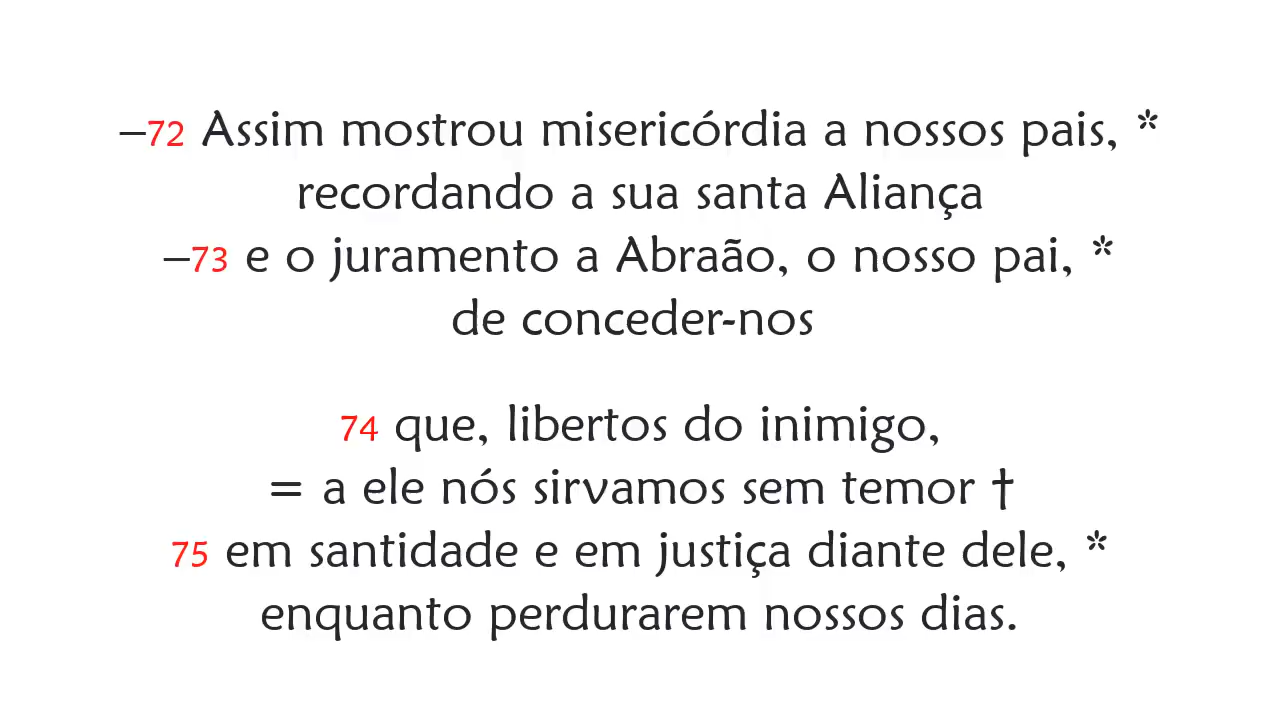 –72 Assim mostrou misericórdia a nossos pais, *
recordando a sua santa Aliança
–73 e o juramento a Abraão, o nosso pai, *
de conceder-nos
74 que, libertos do inimigo,
= a ele nós sirvamos sem temor †
75 em santidade e em justiça diante dele, *
enquanto perdurarem nossos dias.